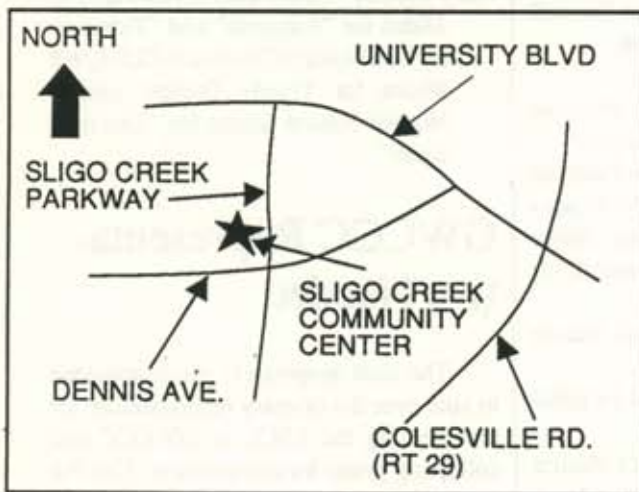 NORTH
UNIVERSITY BLVD
SLIGO CREEK
PARKWAY
SLIGO CREEK
COMMUNITY
CENTER
DENNIS AVE.
COLESVILLE RD.
(RT 29)